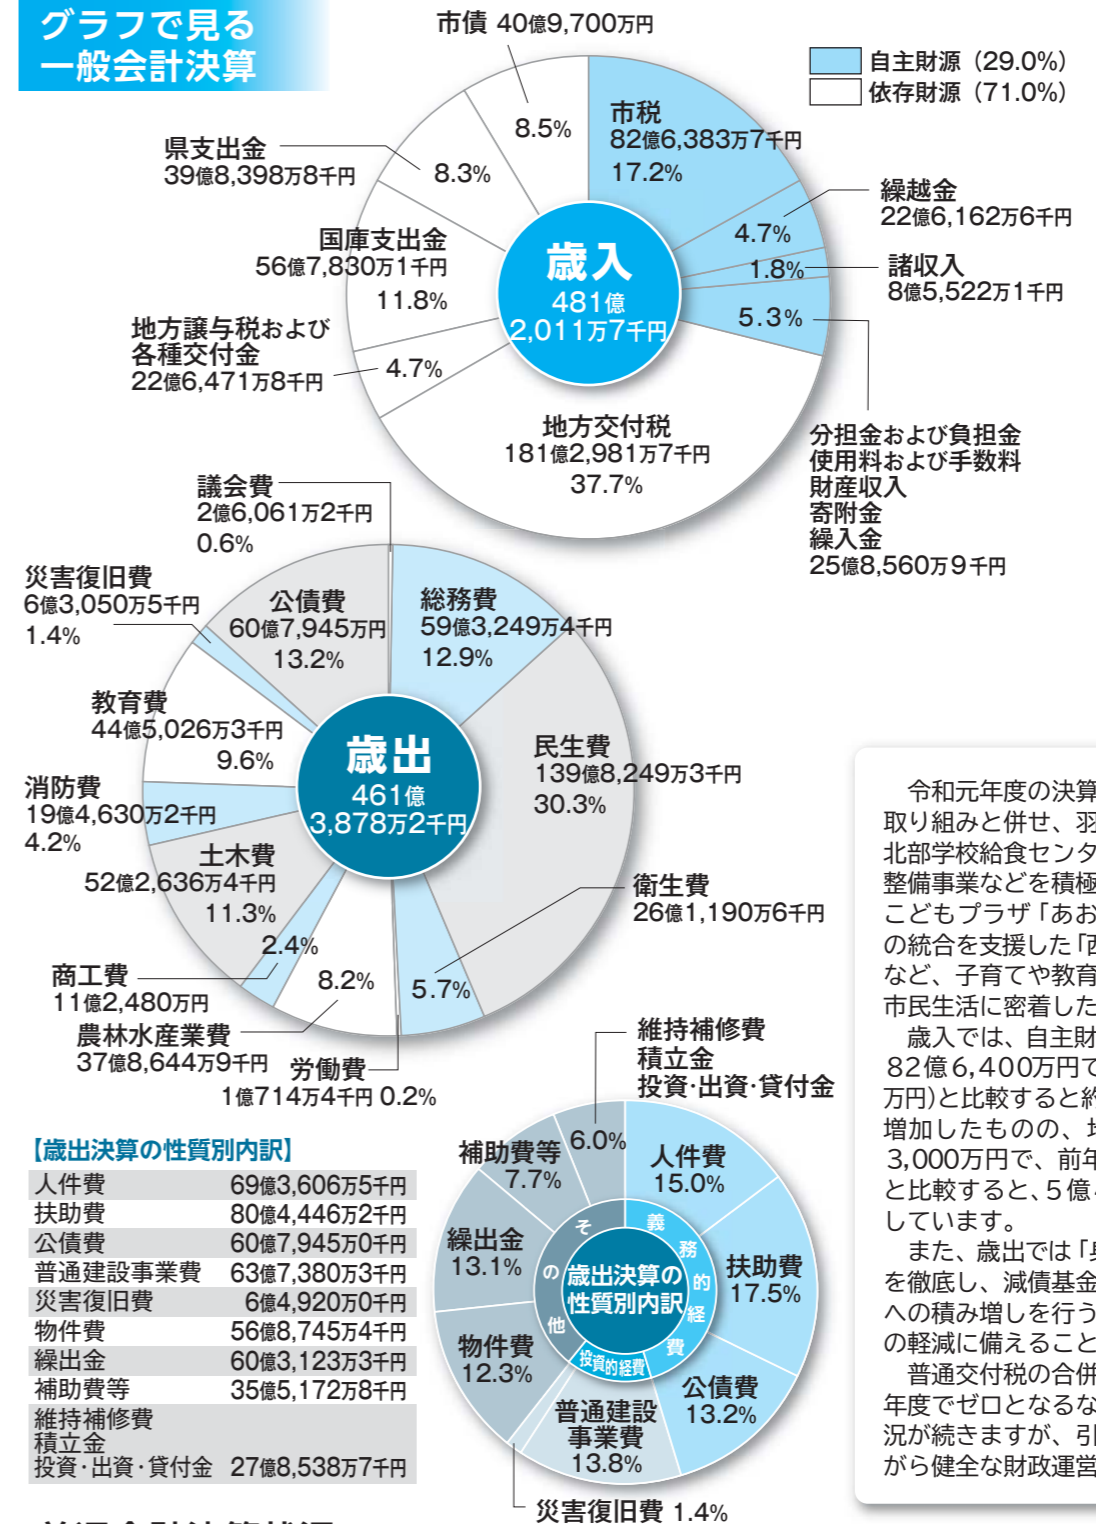 グラフで見る
一般会計決算
自主財源（29.0%）
依存財源（71.0%）
市債 40億9,700万円
8.5%
市税
82億6,383万7千円
17.2%
県支出金
39億8,398万8千円
8.3%
繰越金
22億6,162万6千円
4.7%
国庫支出金
56億7,830万1千円
11.8%
歳入
481億
2,011万7千円
諸収入
8億5,522万1千円
1.8%
5.3%
地方譲与税および
各種交付金
22億6,471万8千円
4.7%
地方交付税
181億2,981万7千円
37.7%
分担金および負担金
使用料および手数料
財産収入
寄附金
繰入金
25億8,560万9千円
議会費
2億6,061万2千円
0.6%
災害復旧費
6億3,050万5千円
1.4%
公債費
60億7,945万円
13.2%
総務費
59億3,249万4千円
12.9%
教育費
44億5,026万3千円
9.6%
歳出
461億
3,878万2千円
民生費
139億8,249万3千円
30.3%
消防費
19億4,630万2千円
4.2%
土木費
52億2,636万4千円
11.3%
衛生費
26億1,190万6千円
5.7%
2.4%
商工費
11億2,480万円
8.2%
農林水産業費
37億8,644万9千円
労働費
1億714万4千円 0.2%
令和元年度の決算
取り組みと併せ、羽
北部学校給食センタ
整備事業などを積極
こどもプラザ「あお
の統合を支援した「西
など、子育てや教育
市民生活に密着した
歳入では、自主財
82億6,400万円で
万円）と比較すると約
増加したものの、地
3,000万円で、前年
と比較すると、5億4
しています。
また、歳出では「身
を徹底し、減債基金
への積み増しを行う
の軽減に備えること
普通交付税の合併
年度でゼロとなるな
況が続きますが、引
がら健全な財政運営
【歳出決算の性質別内訳】
人件費 69億3,606万5千円
扶助費 80億4,446万2千円
公債費 60億7,945万0千円
普通建設事業費 63億7,380万3千円
災害復旧費 6億4,920万0千円
物件費 56億8,745万4千円
繰出金 60億3,123万3千円
補助費等 35億5,172万8千円
維持補修費
積立金
投資・出資・貸付金 27億8,538万7千円
維持補修費
積立金
投資・出資・貸付金
6.0%
補助費等
7.7%
人件費
15.0%
繰出金
13.1%
扶助費
17.5%
物件費
12.3%
公債費
13.2%
普通建設
事業費
13.8%
災害復旧費 1.4%
歳出決算の
性質別内訳
義務的経費
投資的経費
その他